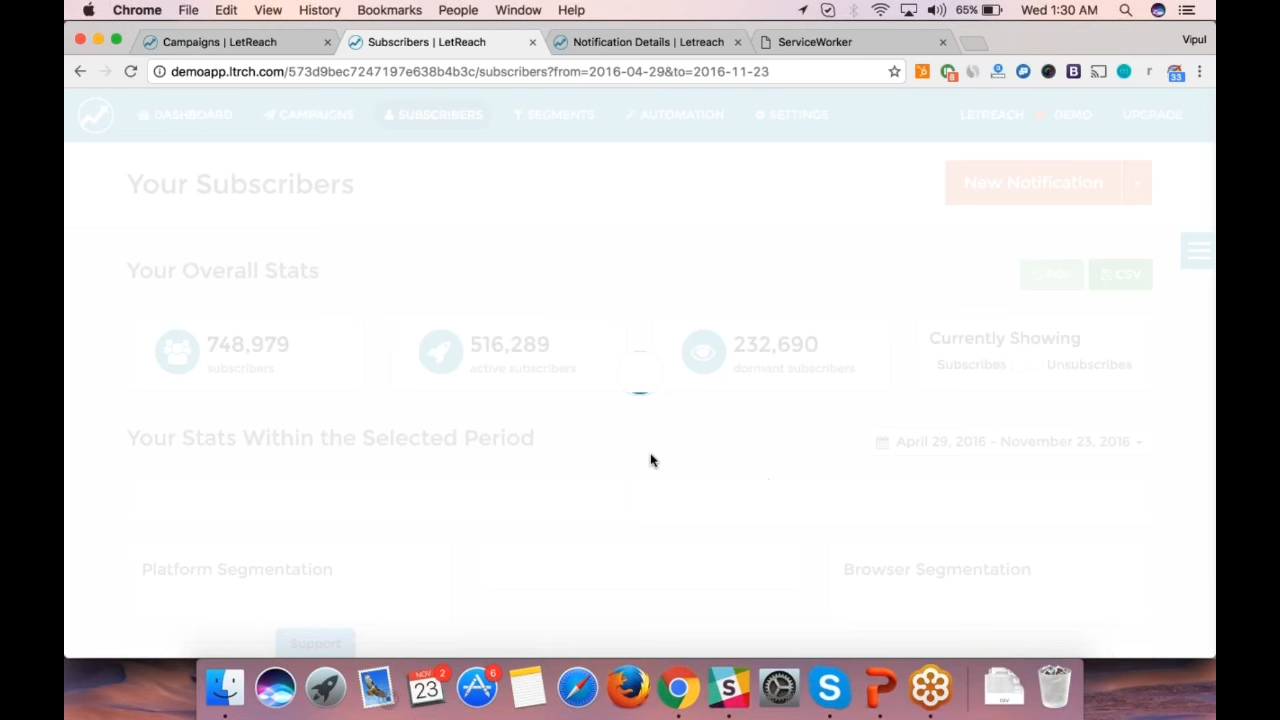 Chrome File Edit View History Bookmarks People Window Help 65% Wed 1:30 AM
Campaigns | LetReach Subscribers | LetReach Notification Details | Letreach ServiceWorker Vipul
demoapp.ltrch.com/573d9bec7247197e638b4b3c/subscribers?from=2016-04-29&to=2016-11-23
DASHBOARD CAMPAIGNS SUBSCRIBERS SEGMENTS AUTOMATION SETTINGS LETREACH DEMO UPGRADE
Your Subscribers New Notification
Your Overall Stats CSV
748,979 516,289 232,690 Currently Showing
subscribers active subscribers dormant subscribers Subscribes Unsubscribes
Your Stats Within the Selected Period April 29, 2016 - November 23, 2016
Platform Segmentation Browser Segmentation
Support
NOV 2 6
23 S S P